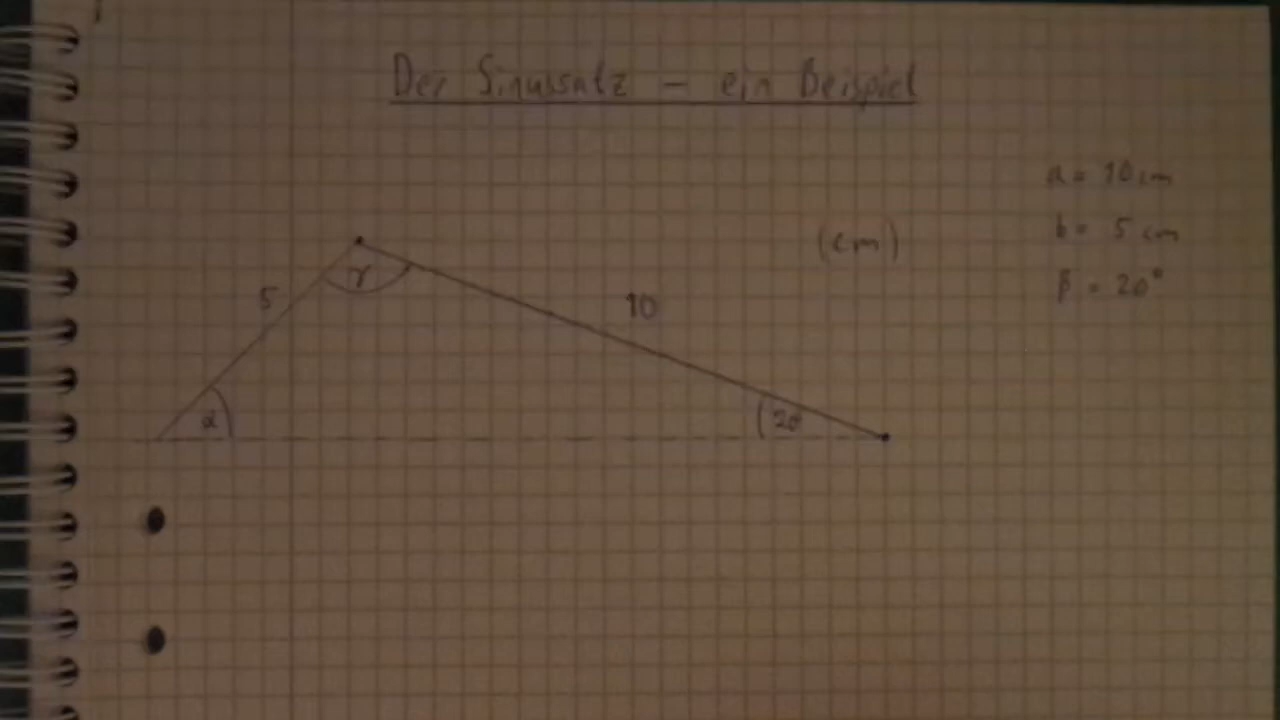 Der Sinussatz – ein Beispiel
a = 10 cm
b = 5 cm
β = 20°
(cm)
γ
5
10
α
20°